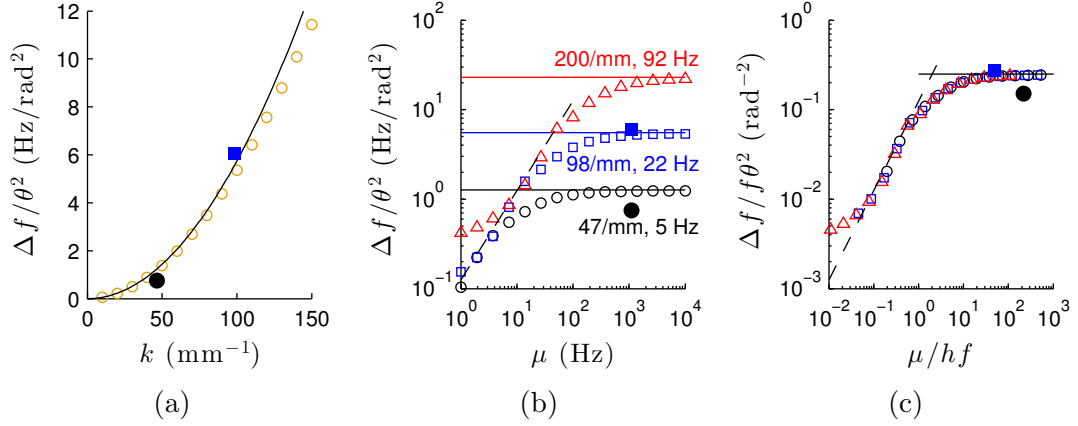 Δf/θ² (Hz/rad²)
12
10
8
6
4
2
0
0 50 100 150
k (mm⁻¹)
(a)
Δf/θ² (Hz/rad²)
10²
10¹
10⁰
10⁻¹
200/mm, 92 Hz
98/mm, 22 Hz
47/mm, 5 Hz
10⁰ 10¹ 10² 10³ 10⁴
μ (Hz)
(b)
Δf/fθ² (rad⁻²)
10⁰
10⁻¹
10⁻²
10⁻³
10⁻² 10⁻¹ 10⁰ 10¹ 10² 10³
μ/hf
(c)